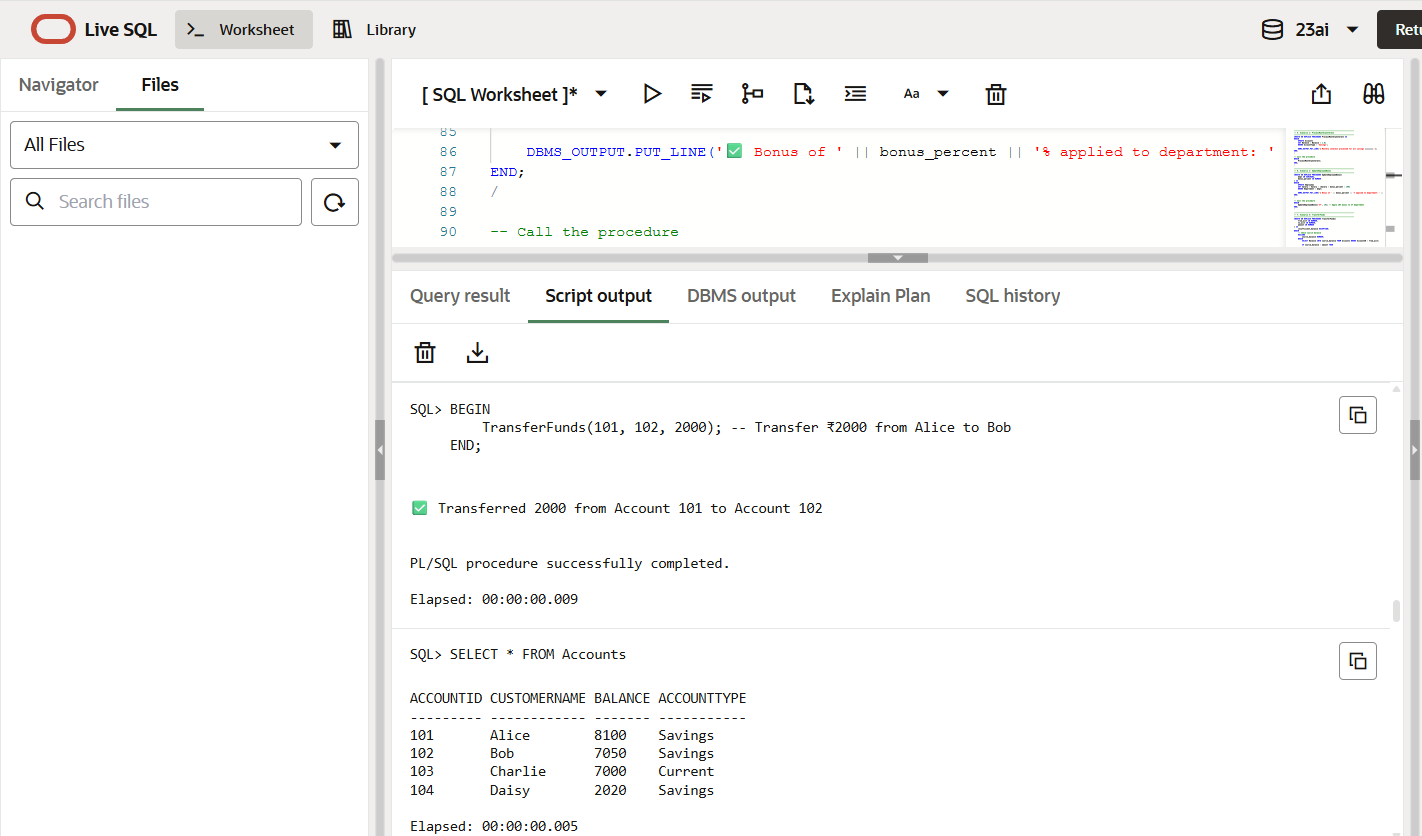 Live SQL
Worksheet
Library
23ai
Navigator
Files
All Files
Search files
[ SQL Worksheet ]*
Aa
85
86 DBMS_OUTPUT.PUT_LINE('✅ Bonus of ' || bonus_percent || '% applied to department: '
87 END;
88 /
89
90 -- Call the procedure
Query result Script output DBMS output Explain Plan SQL history
SQL> BEGIN
TransferFunds(101, 102, 2000); -- Transfer ₹2000 from Alice to Bob
END;
✅ Transferred 2000 from Account 101 to Account 102
PL/SQL procedure successfully completed.
Elapsed: 00:00:00.009
SQL> SELECT * FROM Accounts
ACCOUNTID CUSTOMERNAME BALANCE ACCOUNTTYPE
--------- ------------ ------- -----------
101 Alice 8100 Savings
102 Bob 7050 Savings
103 Charlie 7000 Current
104 Daisy 2020 Savings
Elapsed: 00:00:00.005